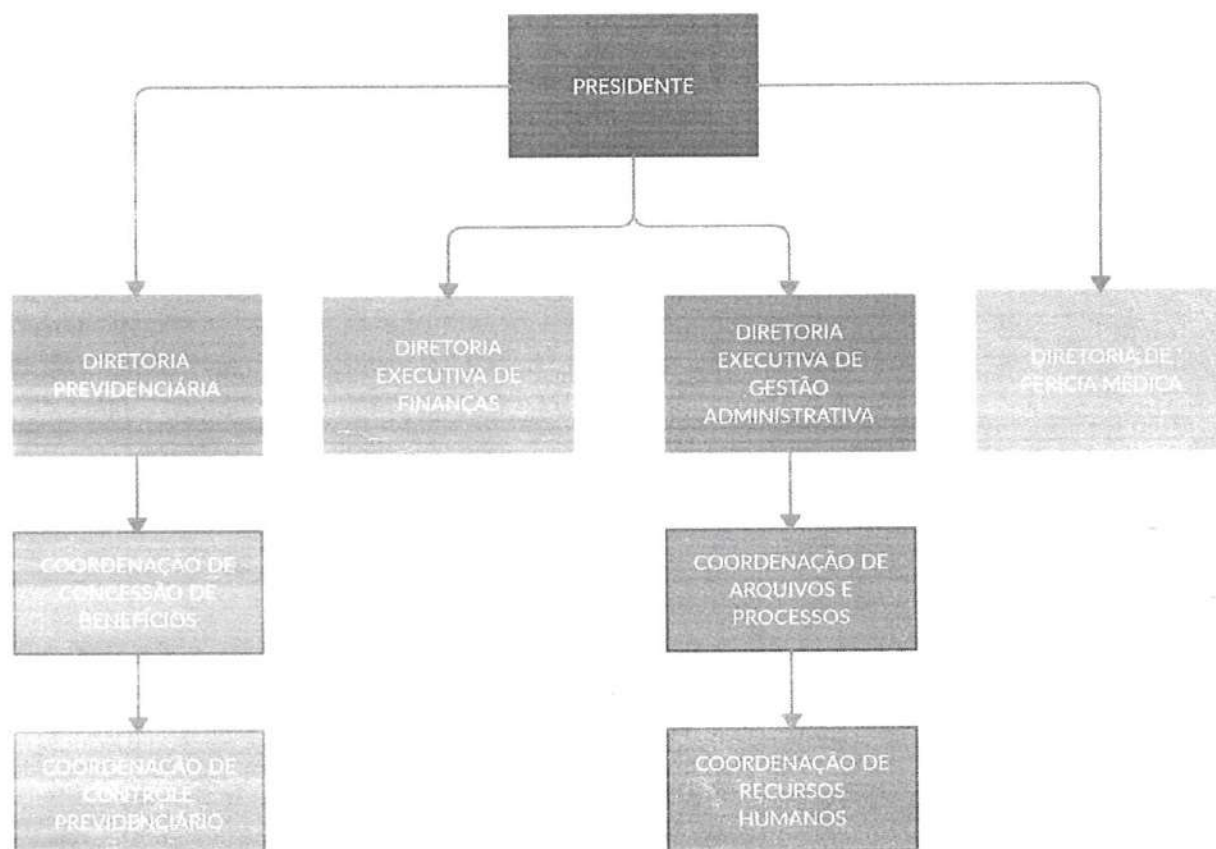 PRESIDENTE
DIRETORIA
PREVIDENCIÁRIA
DIRETORIA
EXECUTIVA DE
FINANÇAS
DIRETORIA
EXECUTIVA DE
GESTÃO
ADMINISTRATIVA
DIRETORIA DE
PERÍCIA MÉDICA
COORDENAÇÃO DE
CONCESSÃO DE
BENEFÍCIOS
COORDENAÇÃO DE
ARQUIVOS E
PROCESSOS
COORDENAÇÃO DE
CONTROLE
PREVIDENCIÁRIO
COORDENAÇÃO DE
RECURSOS
HUMANOS